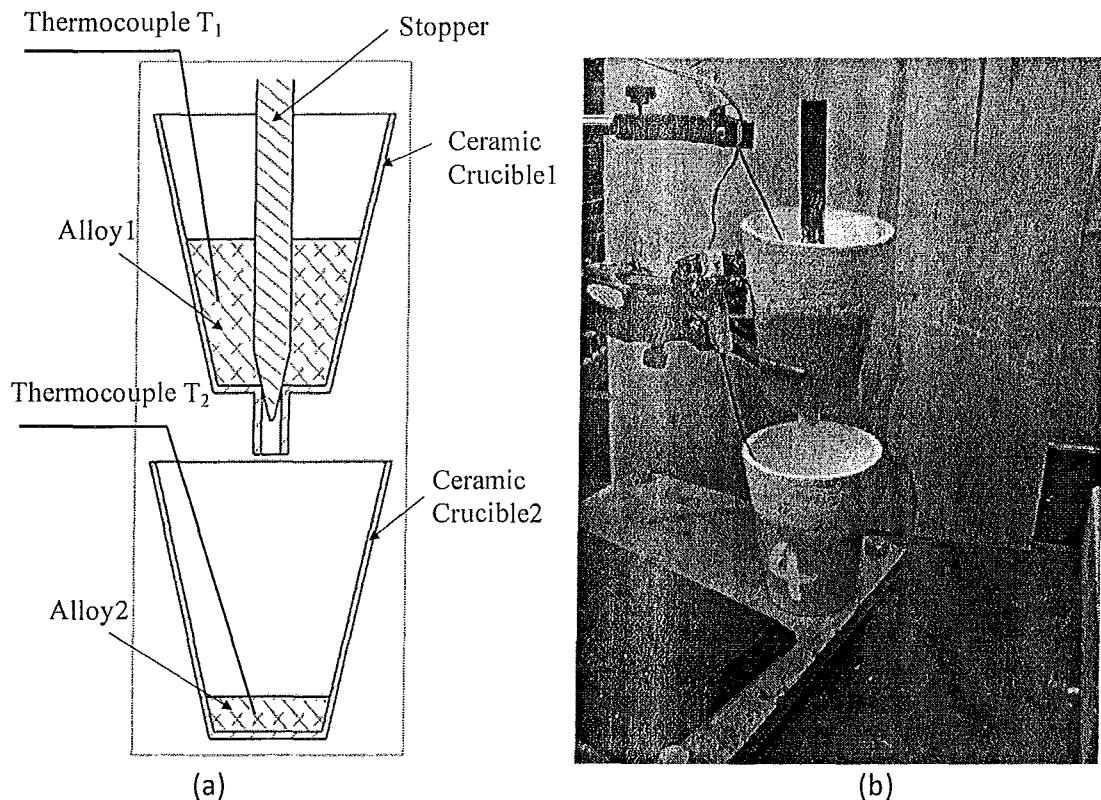 Thermocouple T₁
Stopper
Ceramic
Crucible1
Alloy1
Thermocouple T₂
Ceramic
Crucible2
Alloy2
(a)
(b)